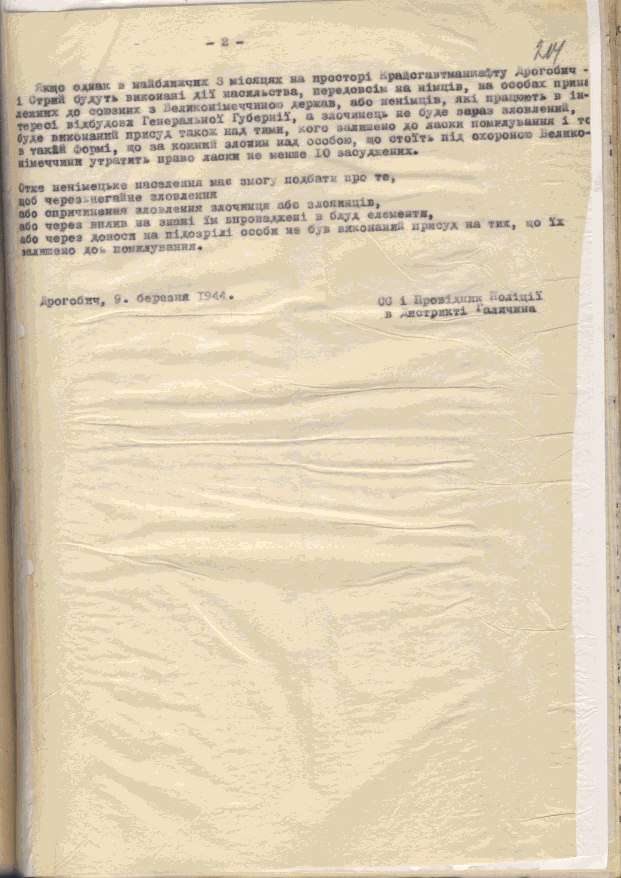 - 2 -
214
Якщо однак в найближчих 3 місяцях на просторі Крайсгавтманшафту Дрогобич -
і Стрий будуть виконані дії насильства, передовсім на німців, на особах прина
лежних до союзних з Великонімеччиною держав, або ненімців, які працюють в ін-
тересі відбудови Генеральної Губернії, а злочинець не буде зараз зловлений,
буде виконаний присуд також над тими, кого залишено до ласки помилування і то
в такій формі, що за кожний злочин над особою, що стоїть під охороною Велико-
німеччини утратить право ласки не менше 10 засуджених.
Отже ненімецьке населення має змогу подбати про те,
щоб через негайне зловлення
або спричинення зловлення злочинця або злочинців,
або через вплив на знані їм впроваджені в блуд елементи,
або через доноси на підозрілі особи не був виконаний присуд на тих, що їх
залишено до помилування.
Дрогобич, 9. березня 1944.
СС і Провідник Поліції
в Дистрикті Галичина